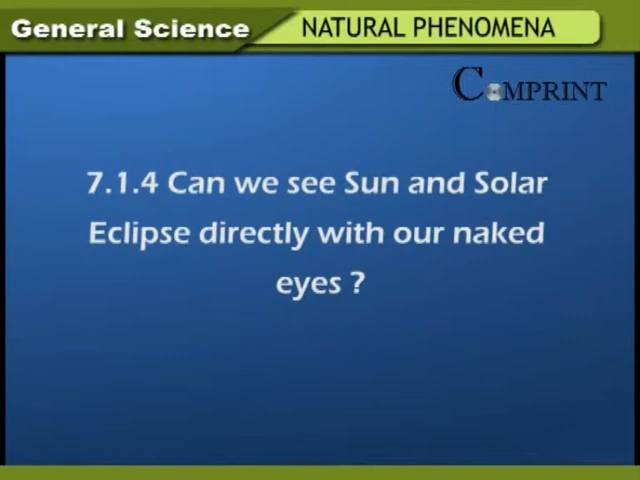 General Science
NATURAL PHENOMENA
COMPRINT
7.1.4 Can we see Sun and Solar
Eclipse directly with our naked
eyes ?